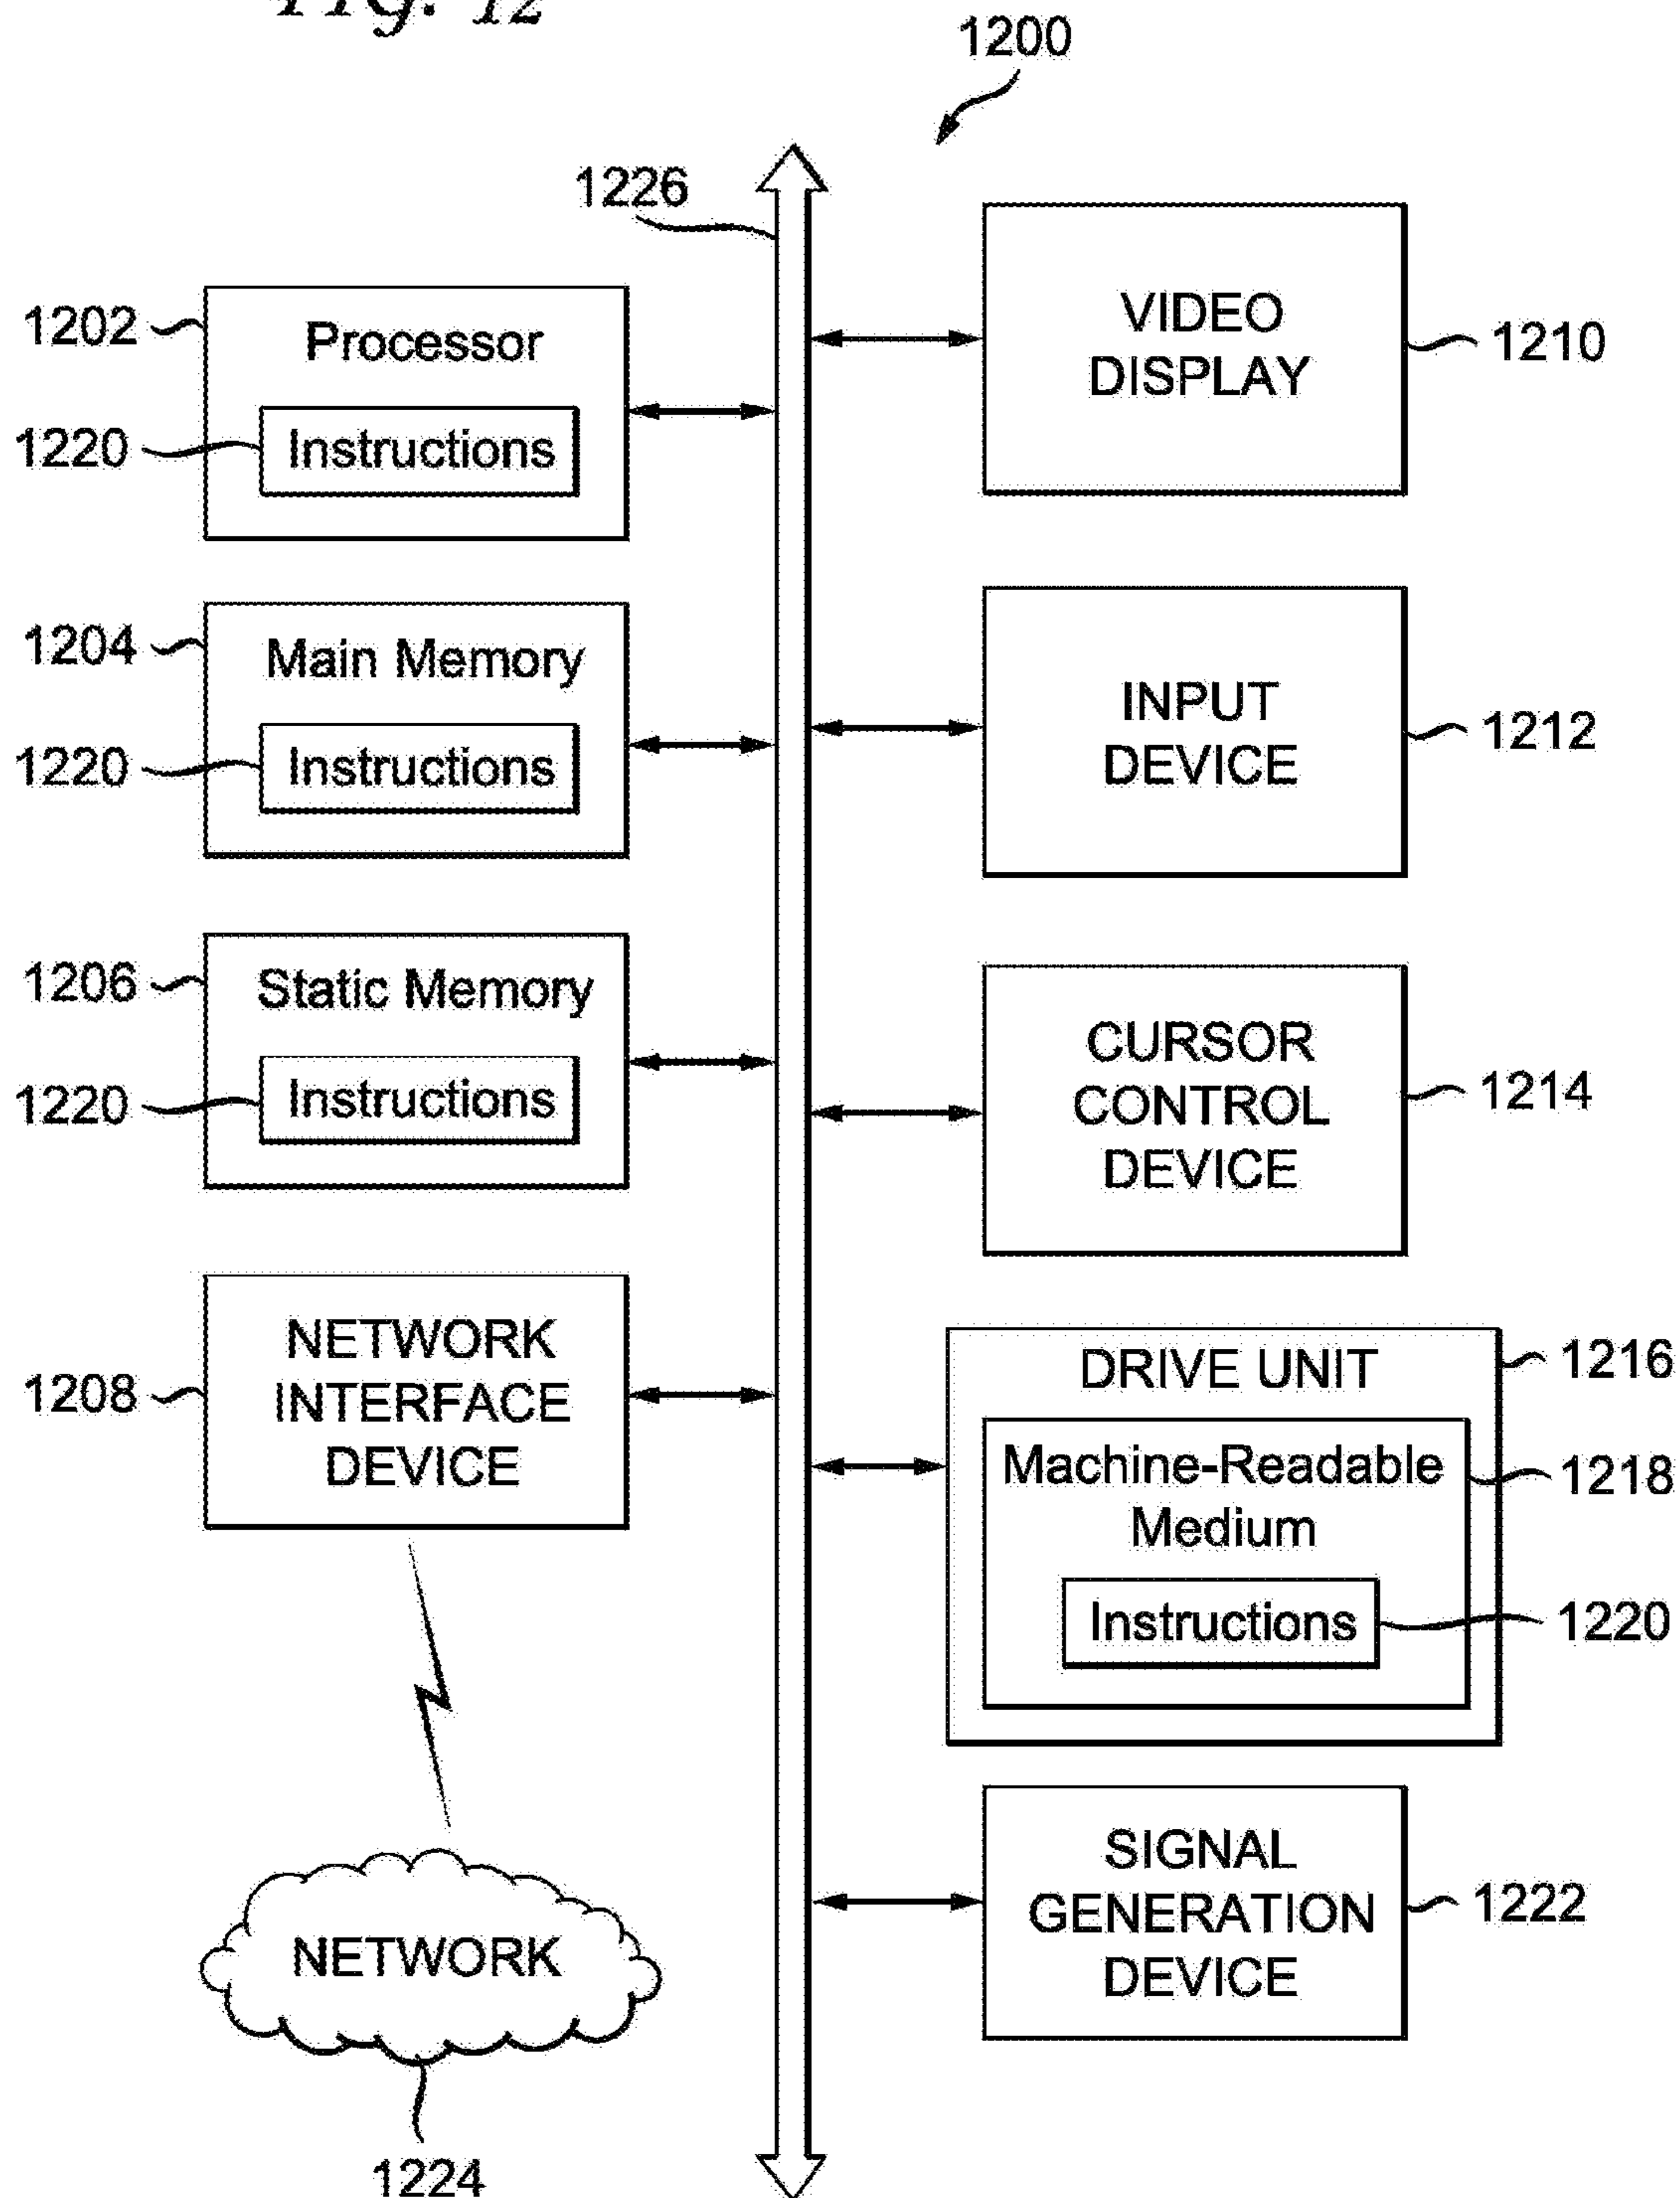 FIG. 12
1200
1226
1202
Processor
1220
Instructions
1204
Main Memory
1220
Instructions
1206
Static Memory
1220
Instructions
1208
NETWORK
INTERFACE
DEVICE
NETWORK
1224
VIDEO
DISPLAY
1210
INPUT
DEVICE
1212
CURSOR
CONTROL
DEVICE
1214
DRIVE UNIT
1216
Machine-Readable
Medium
1218
Instructions
1220
SIGNAL
GENERATION
DEVICE
1222